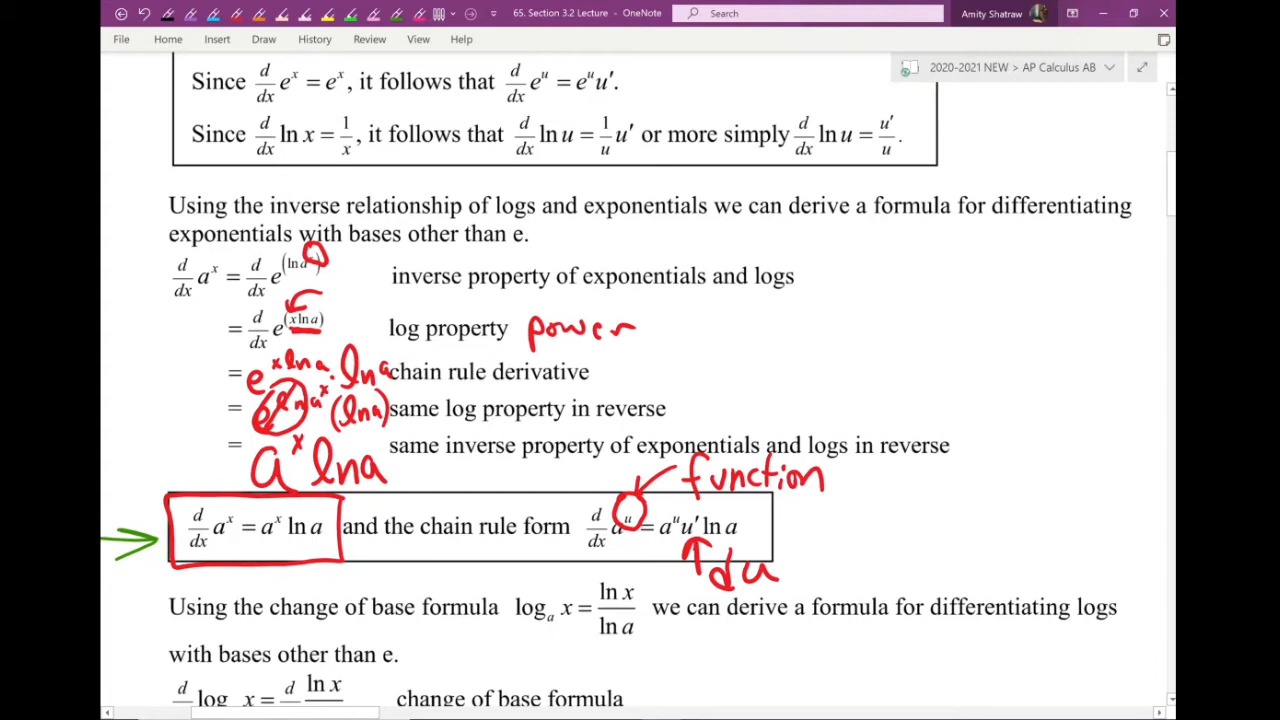 65. Section 3.2 Lecture - OneNote
Search
Amity Shatraw
File Home Insert Draw History Review View Help
2020-2021 NEW > AP Calculus AB
Since d/dx e^x = e^x, it follows that d/dx e^u = e^u u′.
Since d/dx ln x = 1/x, it follows that d/dx ln u = 1/u u′ or more simply d/dx ln u = u′/u.
Using the inverse relationship of logs and exponentials we can derive a formula for differentiating
exponentials with bases other than e.
d/dx a^x = d/dx e^(ln a^x) inverse property of exponentials and logs
= d/dx e^(x ln a) log property power
= e^(x ln a) · ln a chain rule derivative
= e^(ln a^x) (ln a) same log property in reverse
= a^x ln a same inverse property of exponentials and logs in reverse
function
d/dx a^x = a^x ln a and the chain rule form d/dx a^u = a^u u′ ln a
du
Using the change of base formula log_a x = ln x / ln a we can derive a formula for differentiating logs
with bases other than e.
d log x = d ln x change of base formula